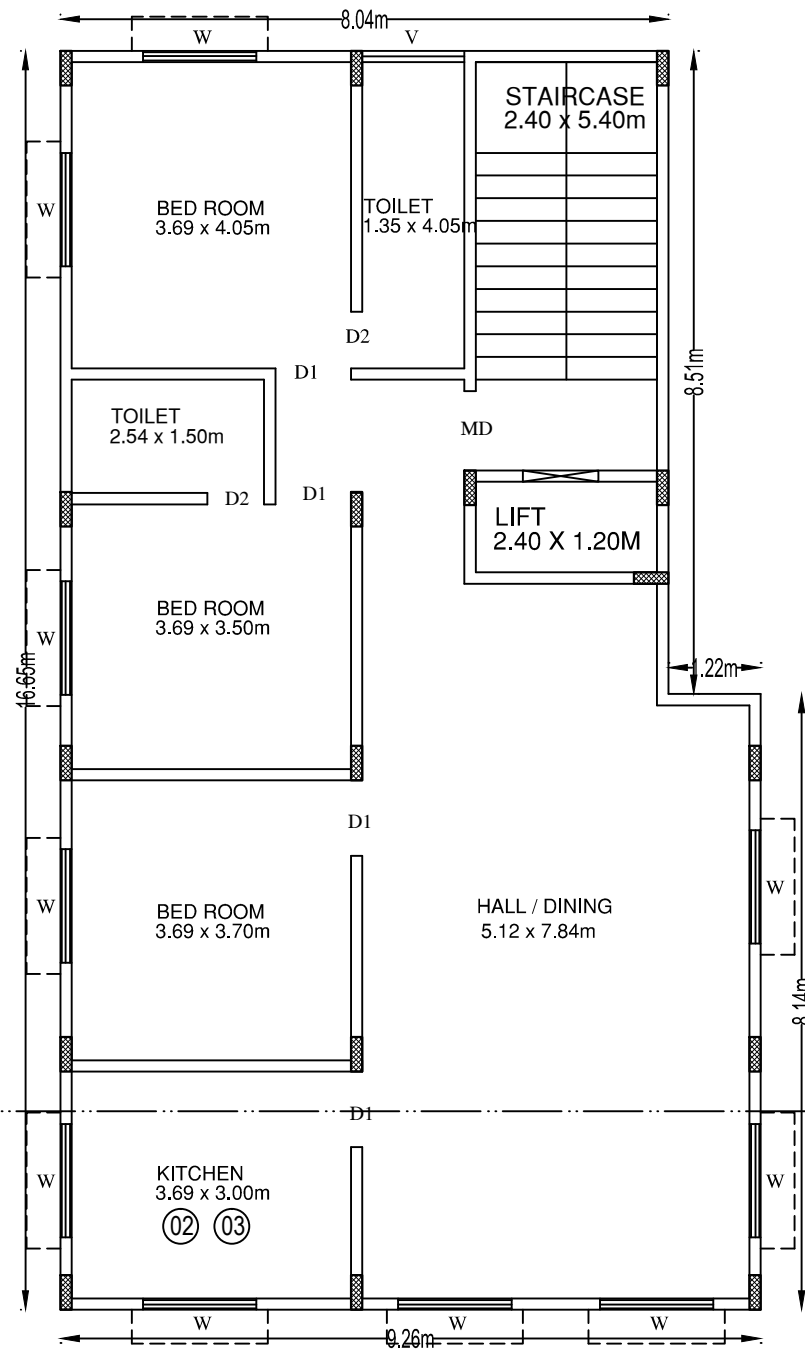 8.04m
W
V
STAIRCASE
2.40 x 5.40m
W
BED ROOM
3.69 x 4.05m
TOILET
1.35 x 4.05m
D2
D1
8.51m
TOILET
2.54 x 1.50m
MD
D2
D1
LIFT
2.40 X 1.20M
BED ROOM
3.69 x 3.50m
W
16.65m
1.22m
D1
W
BED ROOM
3.69 x 3.70m
HALL / DINING
5.12 x 7.84m
W
8.14m
D1
W
KITCHEN
3.69 x 3.00m
02 03
W
W
W
W
9.26m